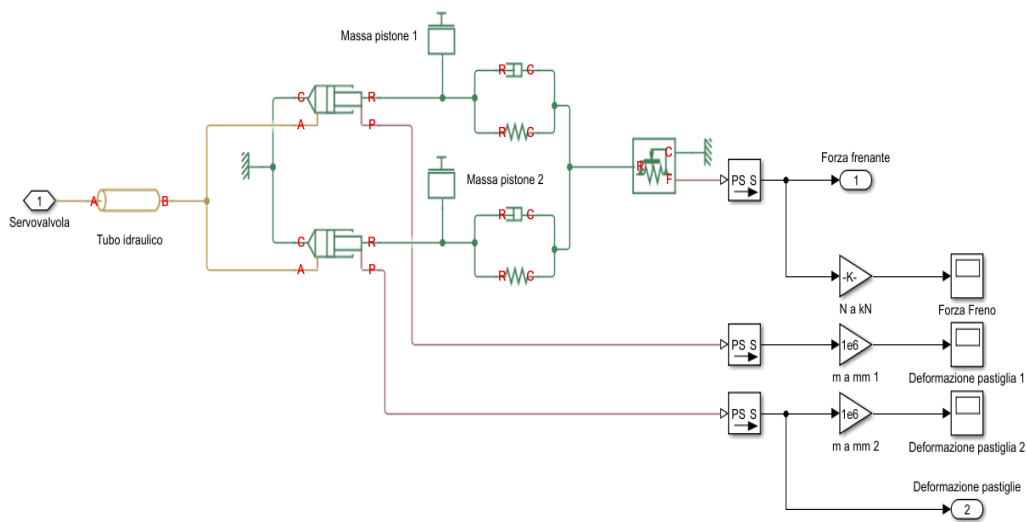 Massa pistone 1
R C
C R
A P
R C
Massa pistone 2
R C
F
PS S
Forza frenante
1
1
Servovalvola
A B
Tubo idraulico
R C
C R
A P
R C
-K-
N a kN
Forza Freno
PS S
1e6
m a mm 1
Deformazione pastiglia 1
PS S
1e6
m a mm 2
Deformazione pastiglia 2
Deformazione pastiglie
2